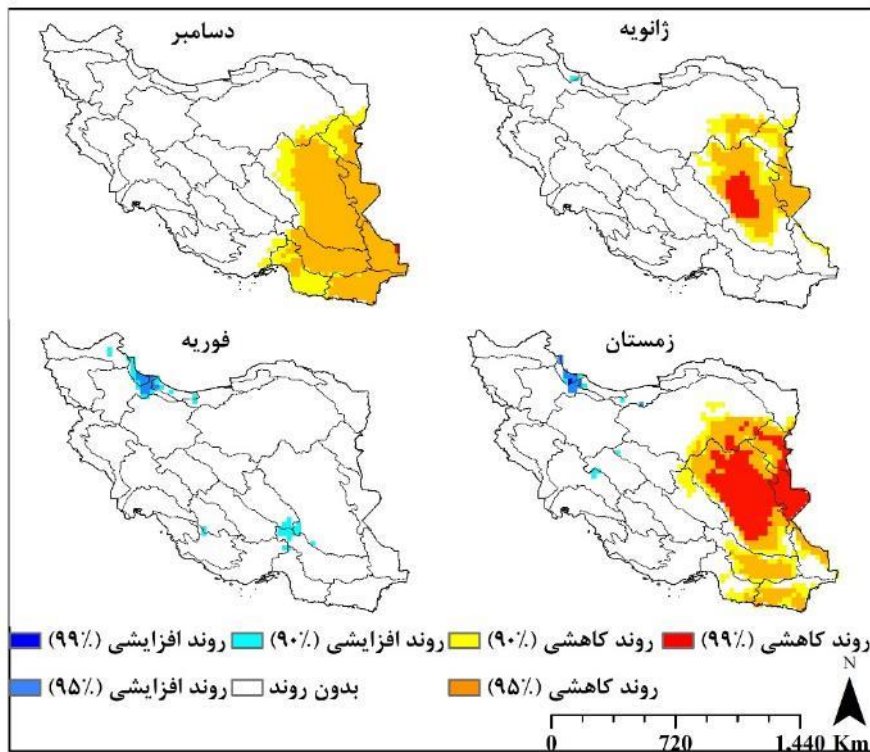 ژانویه
دسامبر
زمستان
فوریه
روند کاهشی (۹۹٪) روند کاهشی (۹۰٪) روند افزایشی (۹۰٪) روند افزایشی (۹۹٪)
روند کاهشی (۹۵٪) بدون روند روند افزایشی (۹۵٪)
N
0 720 1,440 Km